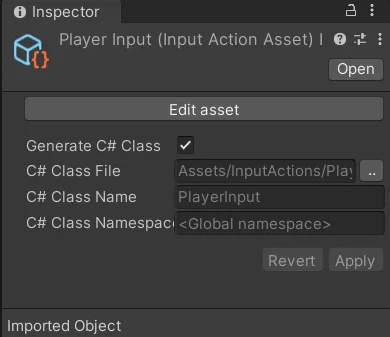 Inspector
Player Input (Input Action Asset) I
Open
Edit asset
Generate C# Class
C# Class File Assets/InputActions/Play ..
C# Class Name PlayerInput
C# Class Namespace <Global namespace>
Revert Apply
Imported Object